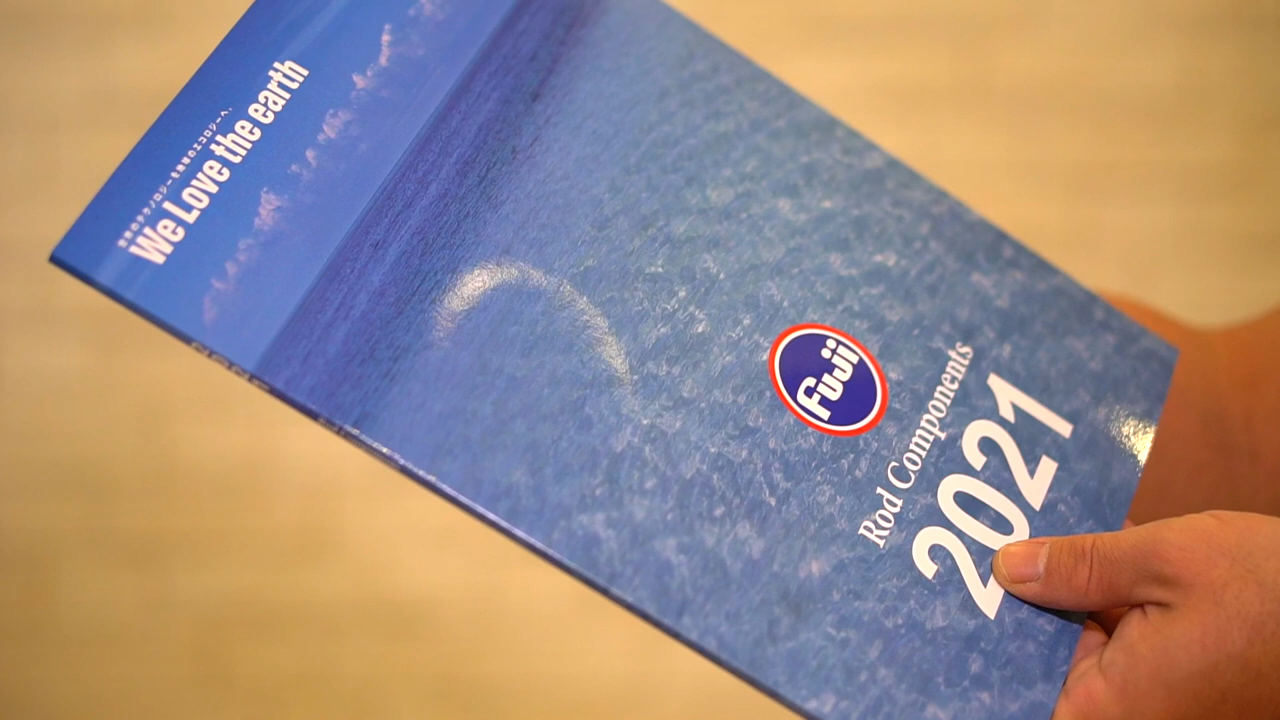 世界のテクノロジーを地球のエコロジーへ。
We Love the earth
Fuji
Rod Components
2021